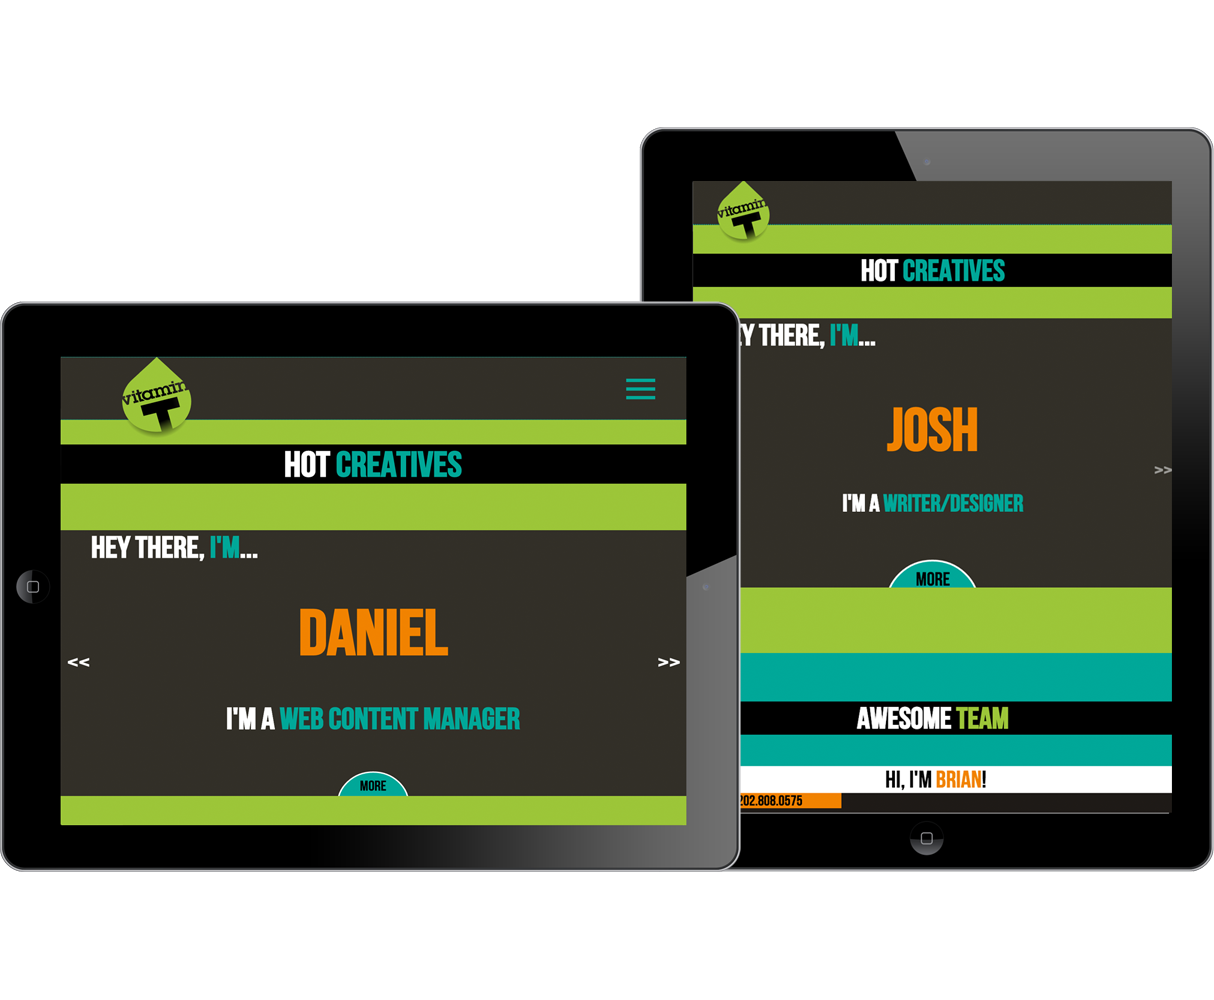 vitamin
T
HOT CREATIVES
HEY THERE, I'M...
DANIEL
<< >>
I'M A WEB CONTENT MANAGER
MORE
vitamin
T
HOT CREATIVES
THERE, I'M...
JOSH
>>
I'M A WRITER/DESIGNER
MORE
AWESOME TEAM
HI, I'M BRIAN!
202.808.0575